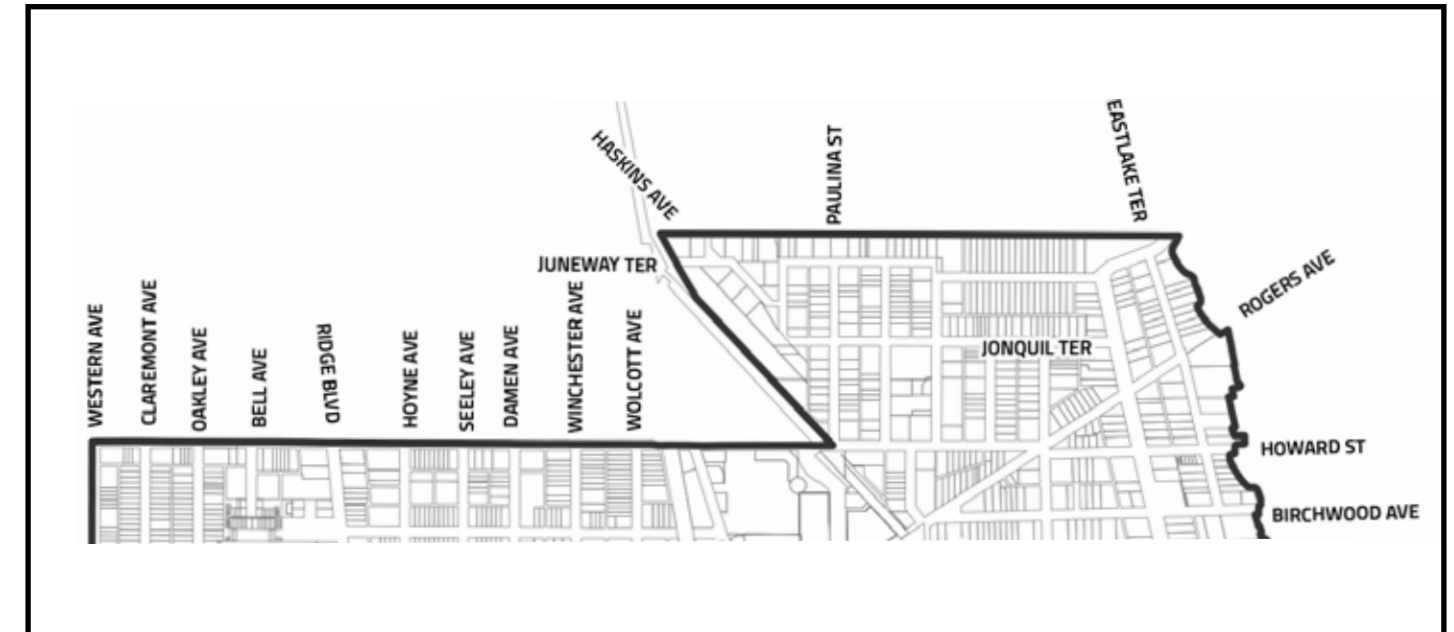 EASTLAKE TER
PAULINA ST
HASKINS AVE
JUNEWAY TER
ROGERS AVE
WESTERN AVE
CLAREMONT AVE
OAKLEY AVE
BELL AVE
RIDGE BLVD
HOYNE AVE
SEELEY AVE
DAMEN AVE
WINCHESTER AVE
WOLCOTT AVE
JONQUIL TER
HOWARD ST
BIRCHWOOD AVE